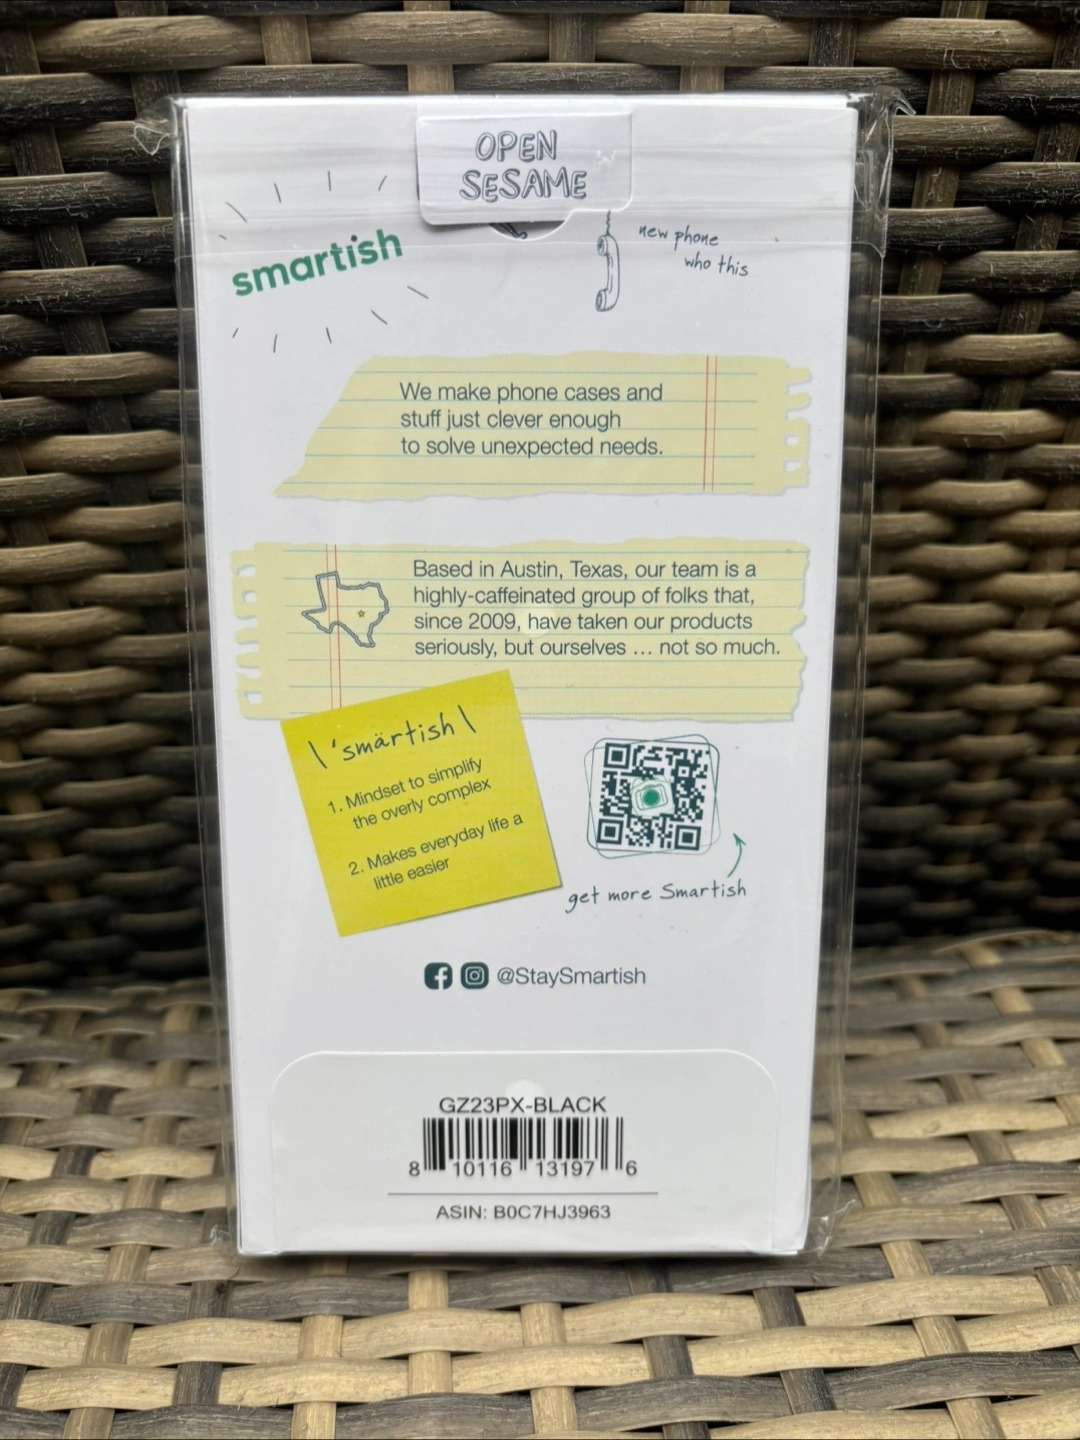 OPEN
SESAME
smartish
new phone
who this
We make phone cases and
stuff just clever enough
to solve unexpected needs.
Based in Austin, Texas, our team is a
highly-caffeinated group of folks that,
since 2009, have taken our products
seriously, but ourselves ... not so much.
\ 'smärtish \
1. Mindset to simplify
the overly complex
2. Makes everyday life a
little easier
get more Smartish
@StaySmartish
GZ23PX-BLACK
8 10116 13197 6
ASIN: B0C7HJ3963